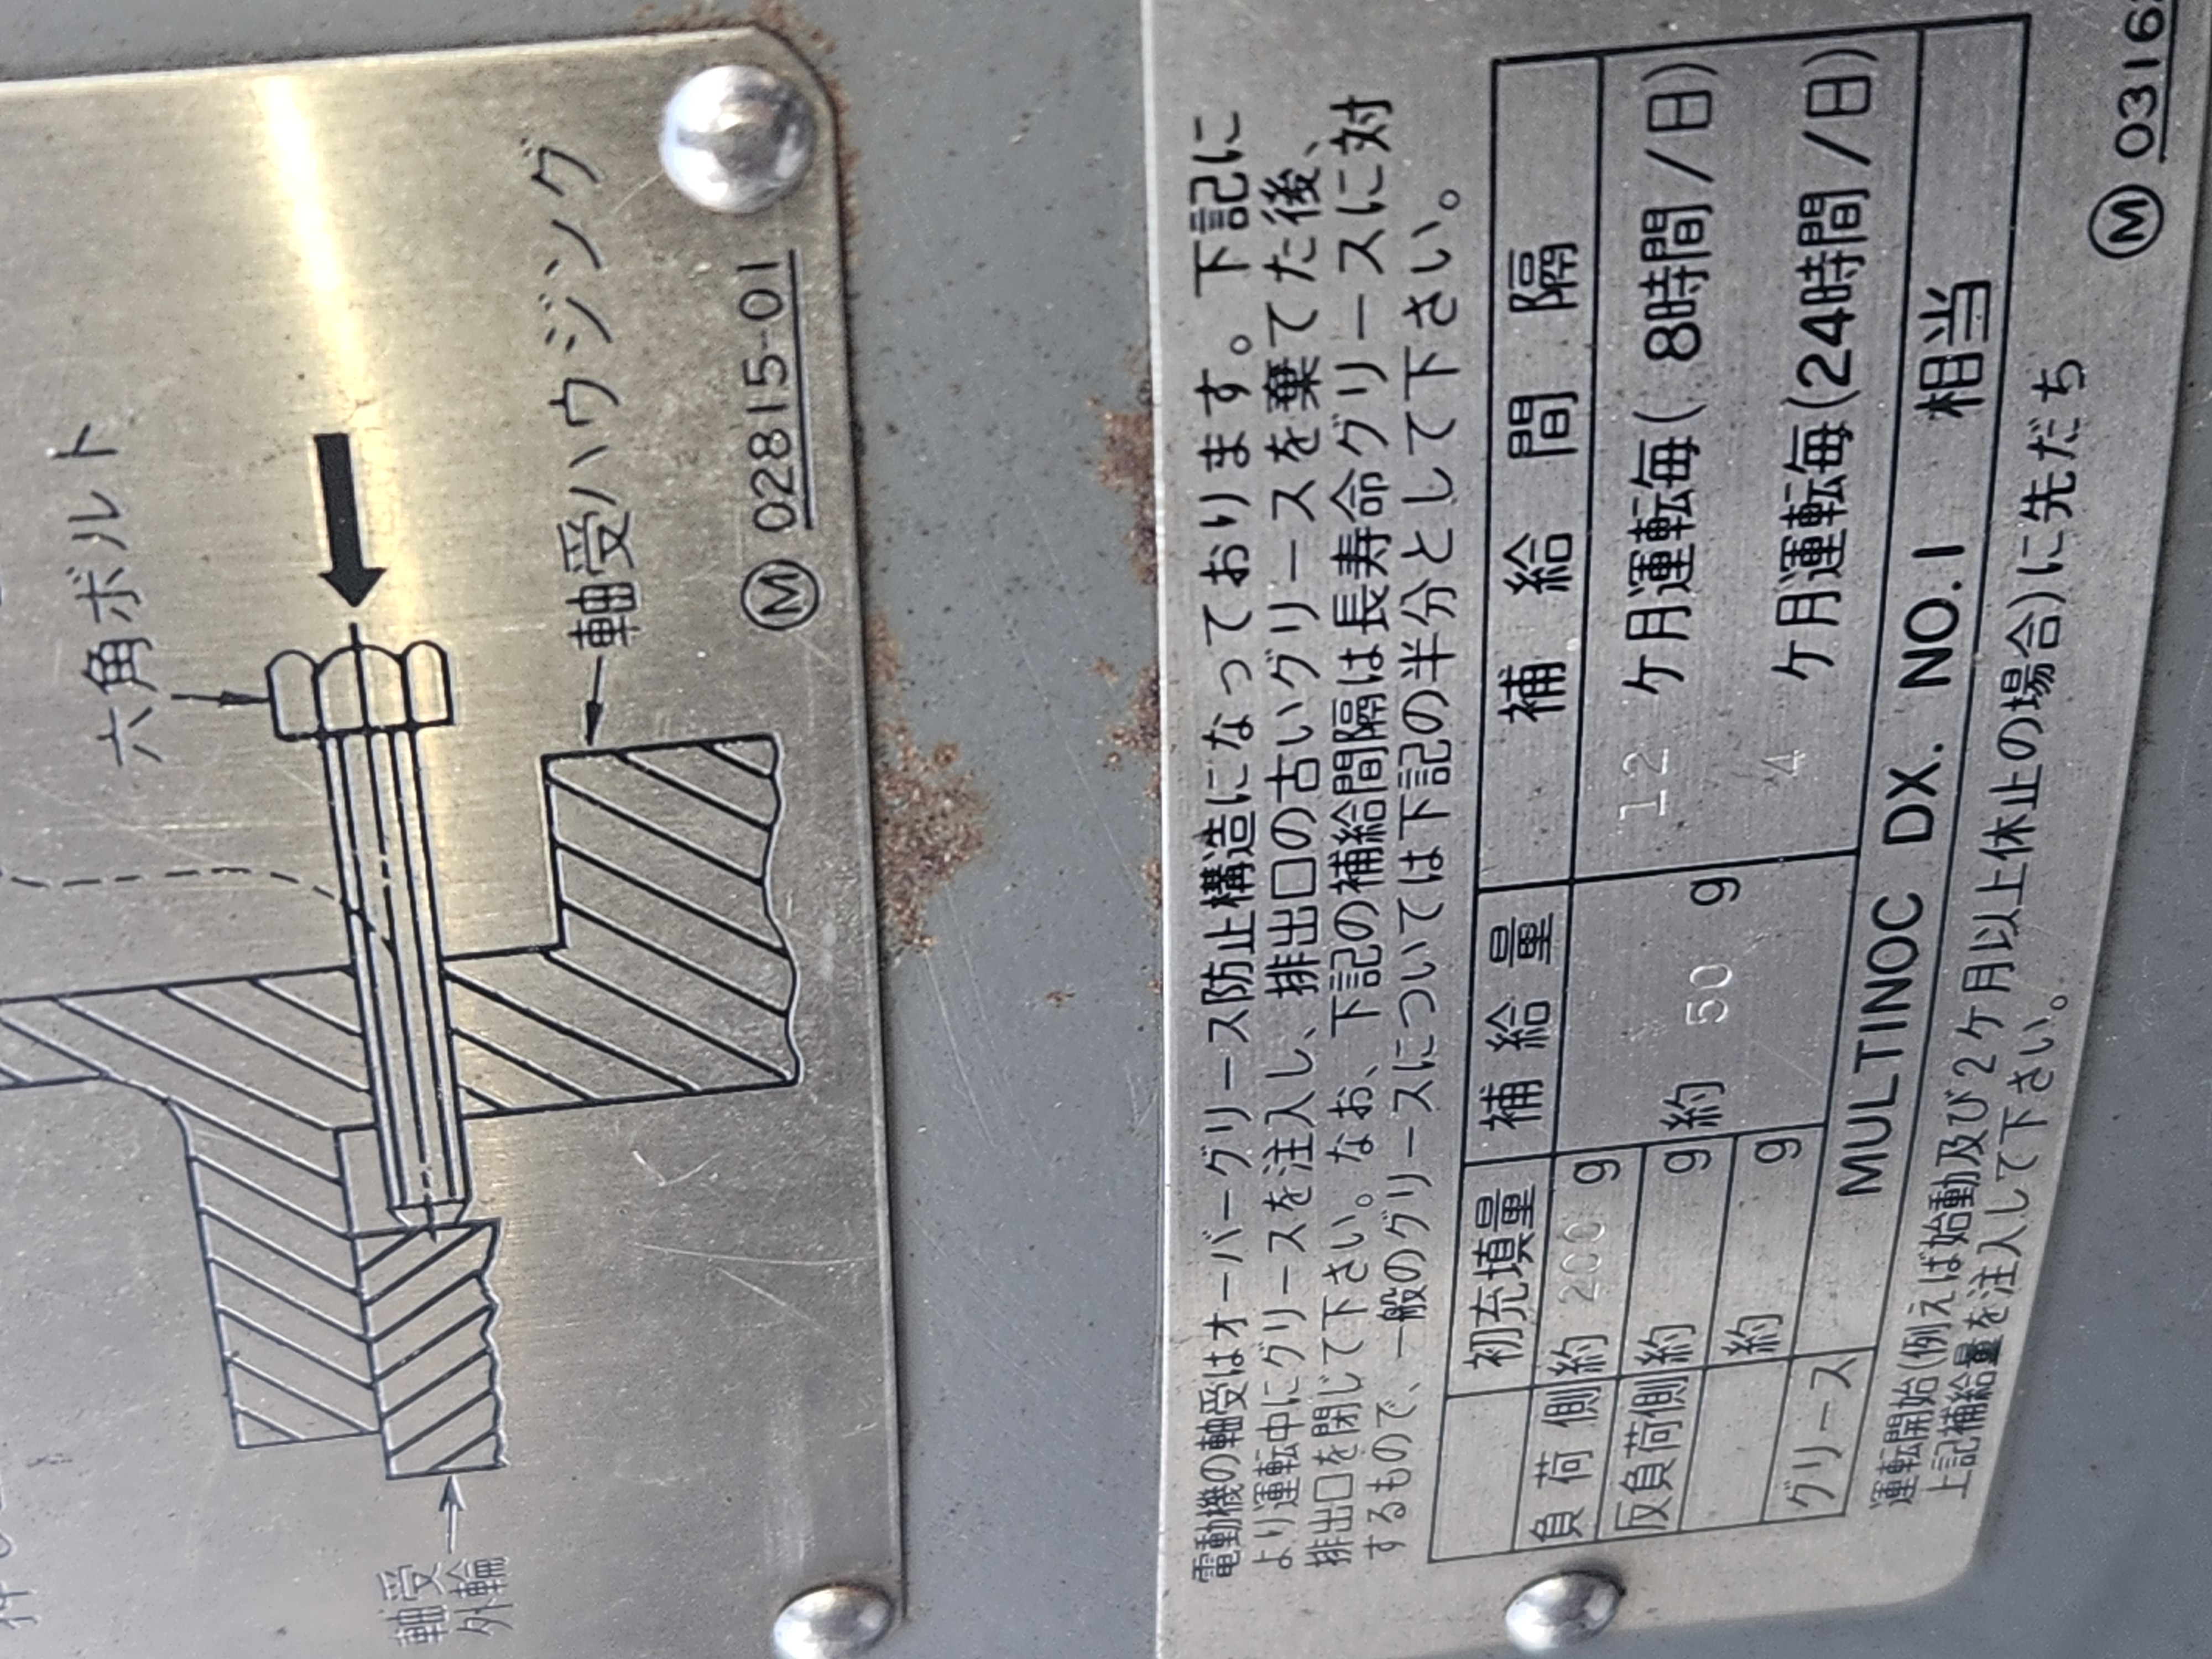 六角ボルト
軸受ハウジング
軸受
外輪
Ⓜ 02815-01
電動機の軸受はオーバーグリース防止構造になっております。下記に
より運転中にグリースを注入し、排出口の古いグリースを棄てた後、
排出口を閉じて下さい。なお、下記の補給間隔は長寿命グリースに対
するもので、一般のグリースについては下記の半分として下さい。
初充填量 補給量 補給間隔
負荷側 約 200 g 約 50 g 12 ケ月運転毎( 8時間/日)
反負荷側 約 g 4 ケ月運転毎(24時間/日)
約 g
グリース MULTINOC DX. NO.1 相当
運転開始(例えば始動及び2ケ月以上休止の場合)に先だち
上記補給量を注入して下さい。
Ⓜ 0316